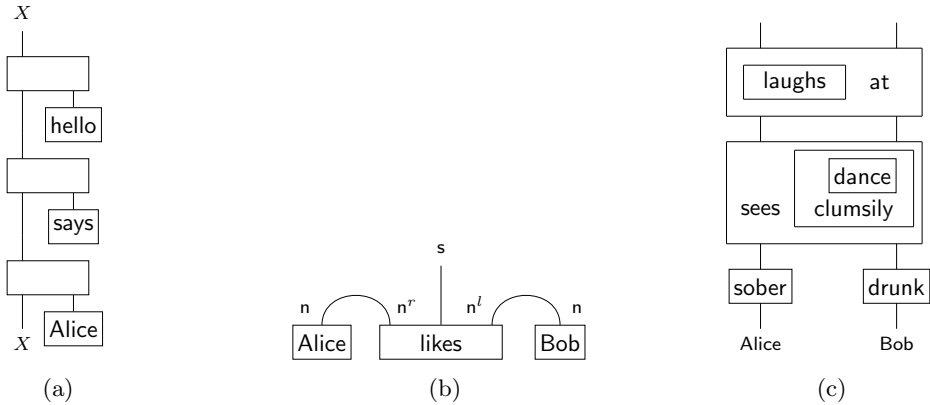 X
hello
says
Alice
X
(a)
s
n n^r n^l n
Alice likes Bob
(b)
laughs at
dance
sees clumsily
sober drunk
Alice Bob
(c)